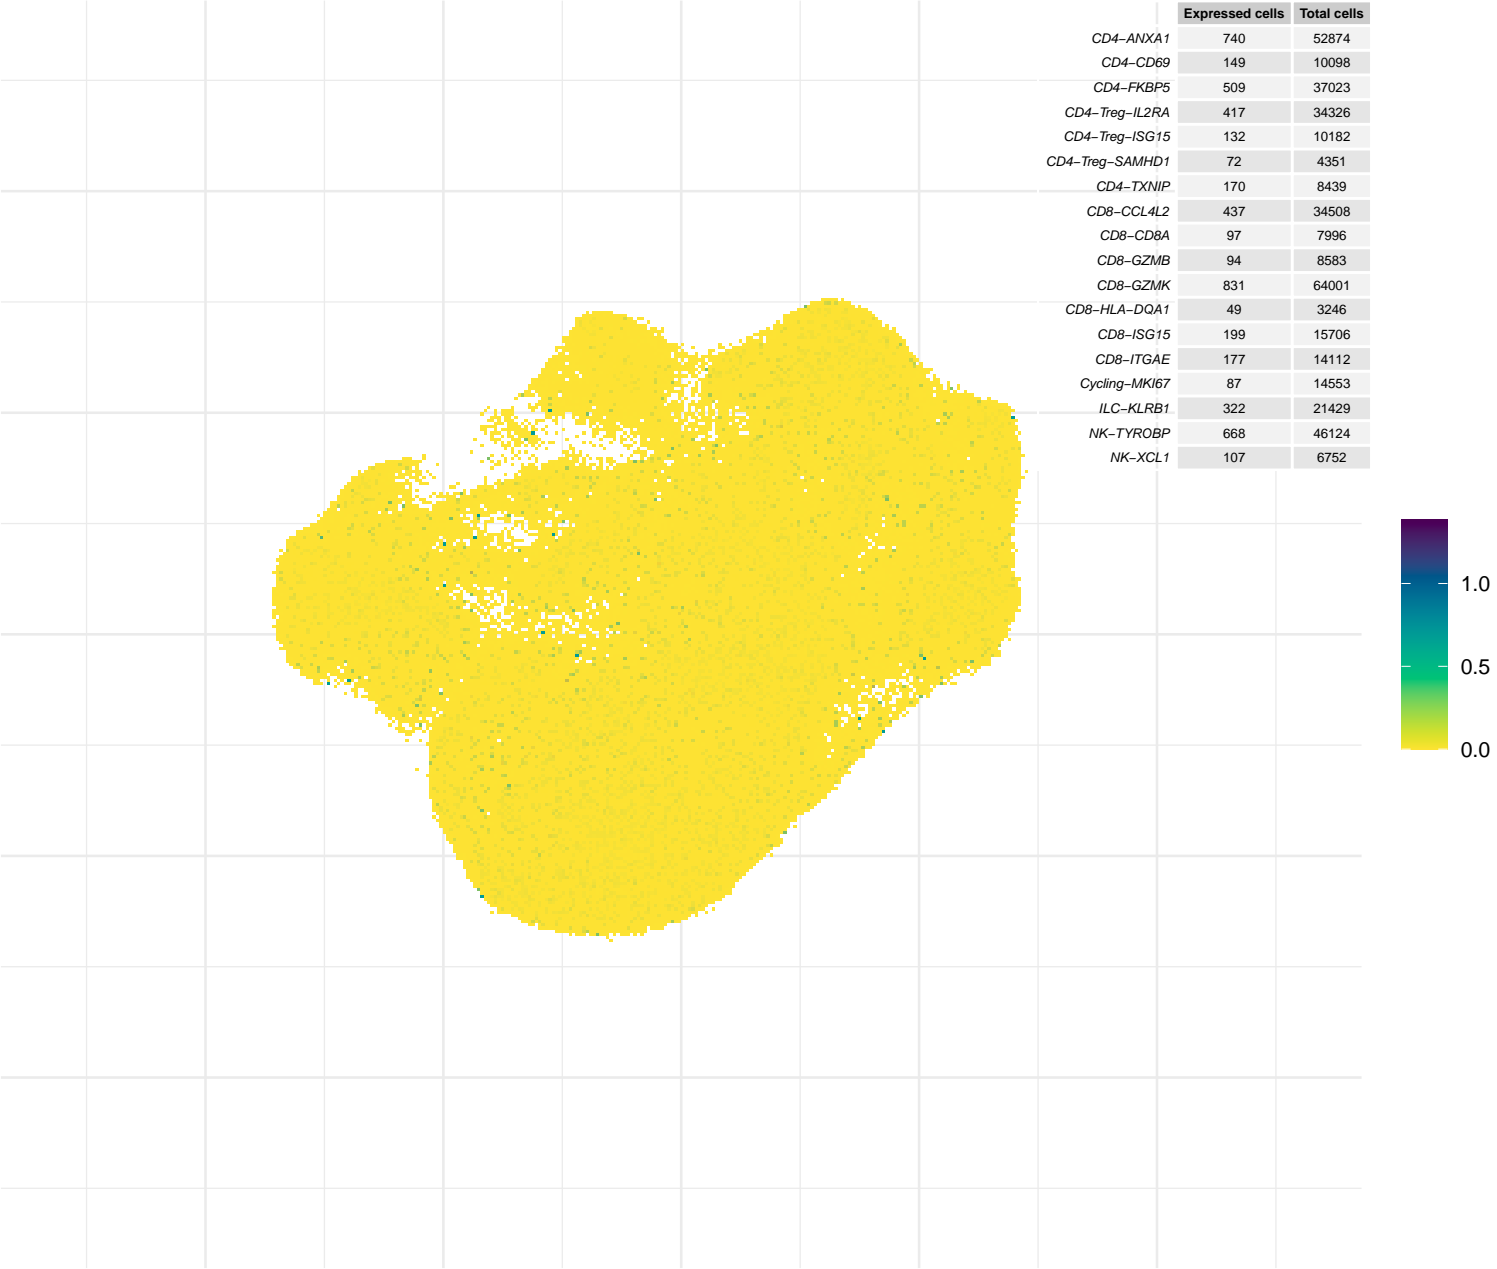 Expressed cells Total cells
CD4−ANXA1 740 52874
CD4−CD69 149 10098
CD4−FKBP5 509 37023
CD4−Treg−IL2RA 417 34326
CD4−Treg−ISG15 132 10182
CD4−Treg−SAMHD1 72 4351
CD4−TXNIP 170 8439
CD8−CCL4L2 437 34508
CD8−CD8A 97 7996
CD8−GZMB 94 8583
CD8−GZMK 831 64001
CD8−HLA−DQA1 49 3246
CD8−ISG15 199 15706
CD8−ITGAE 177 14112
Cycling−MKI67 87 14553
ILC−KLRB1 322 21429
NK−TYROBP 668 46124
NK−XCL1 107 6752
1.0
0.5
0.0